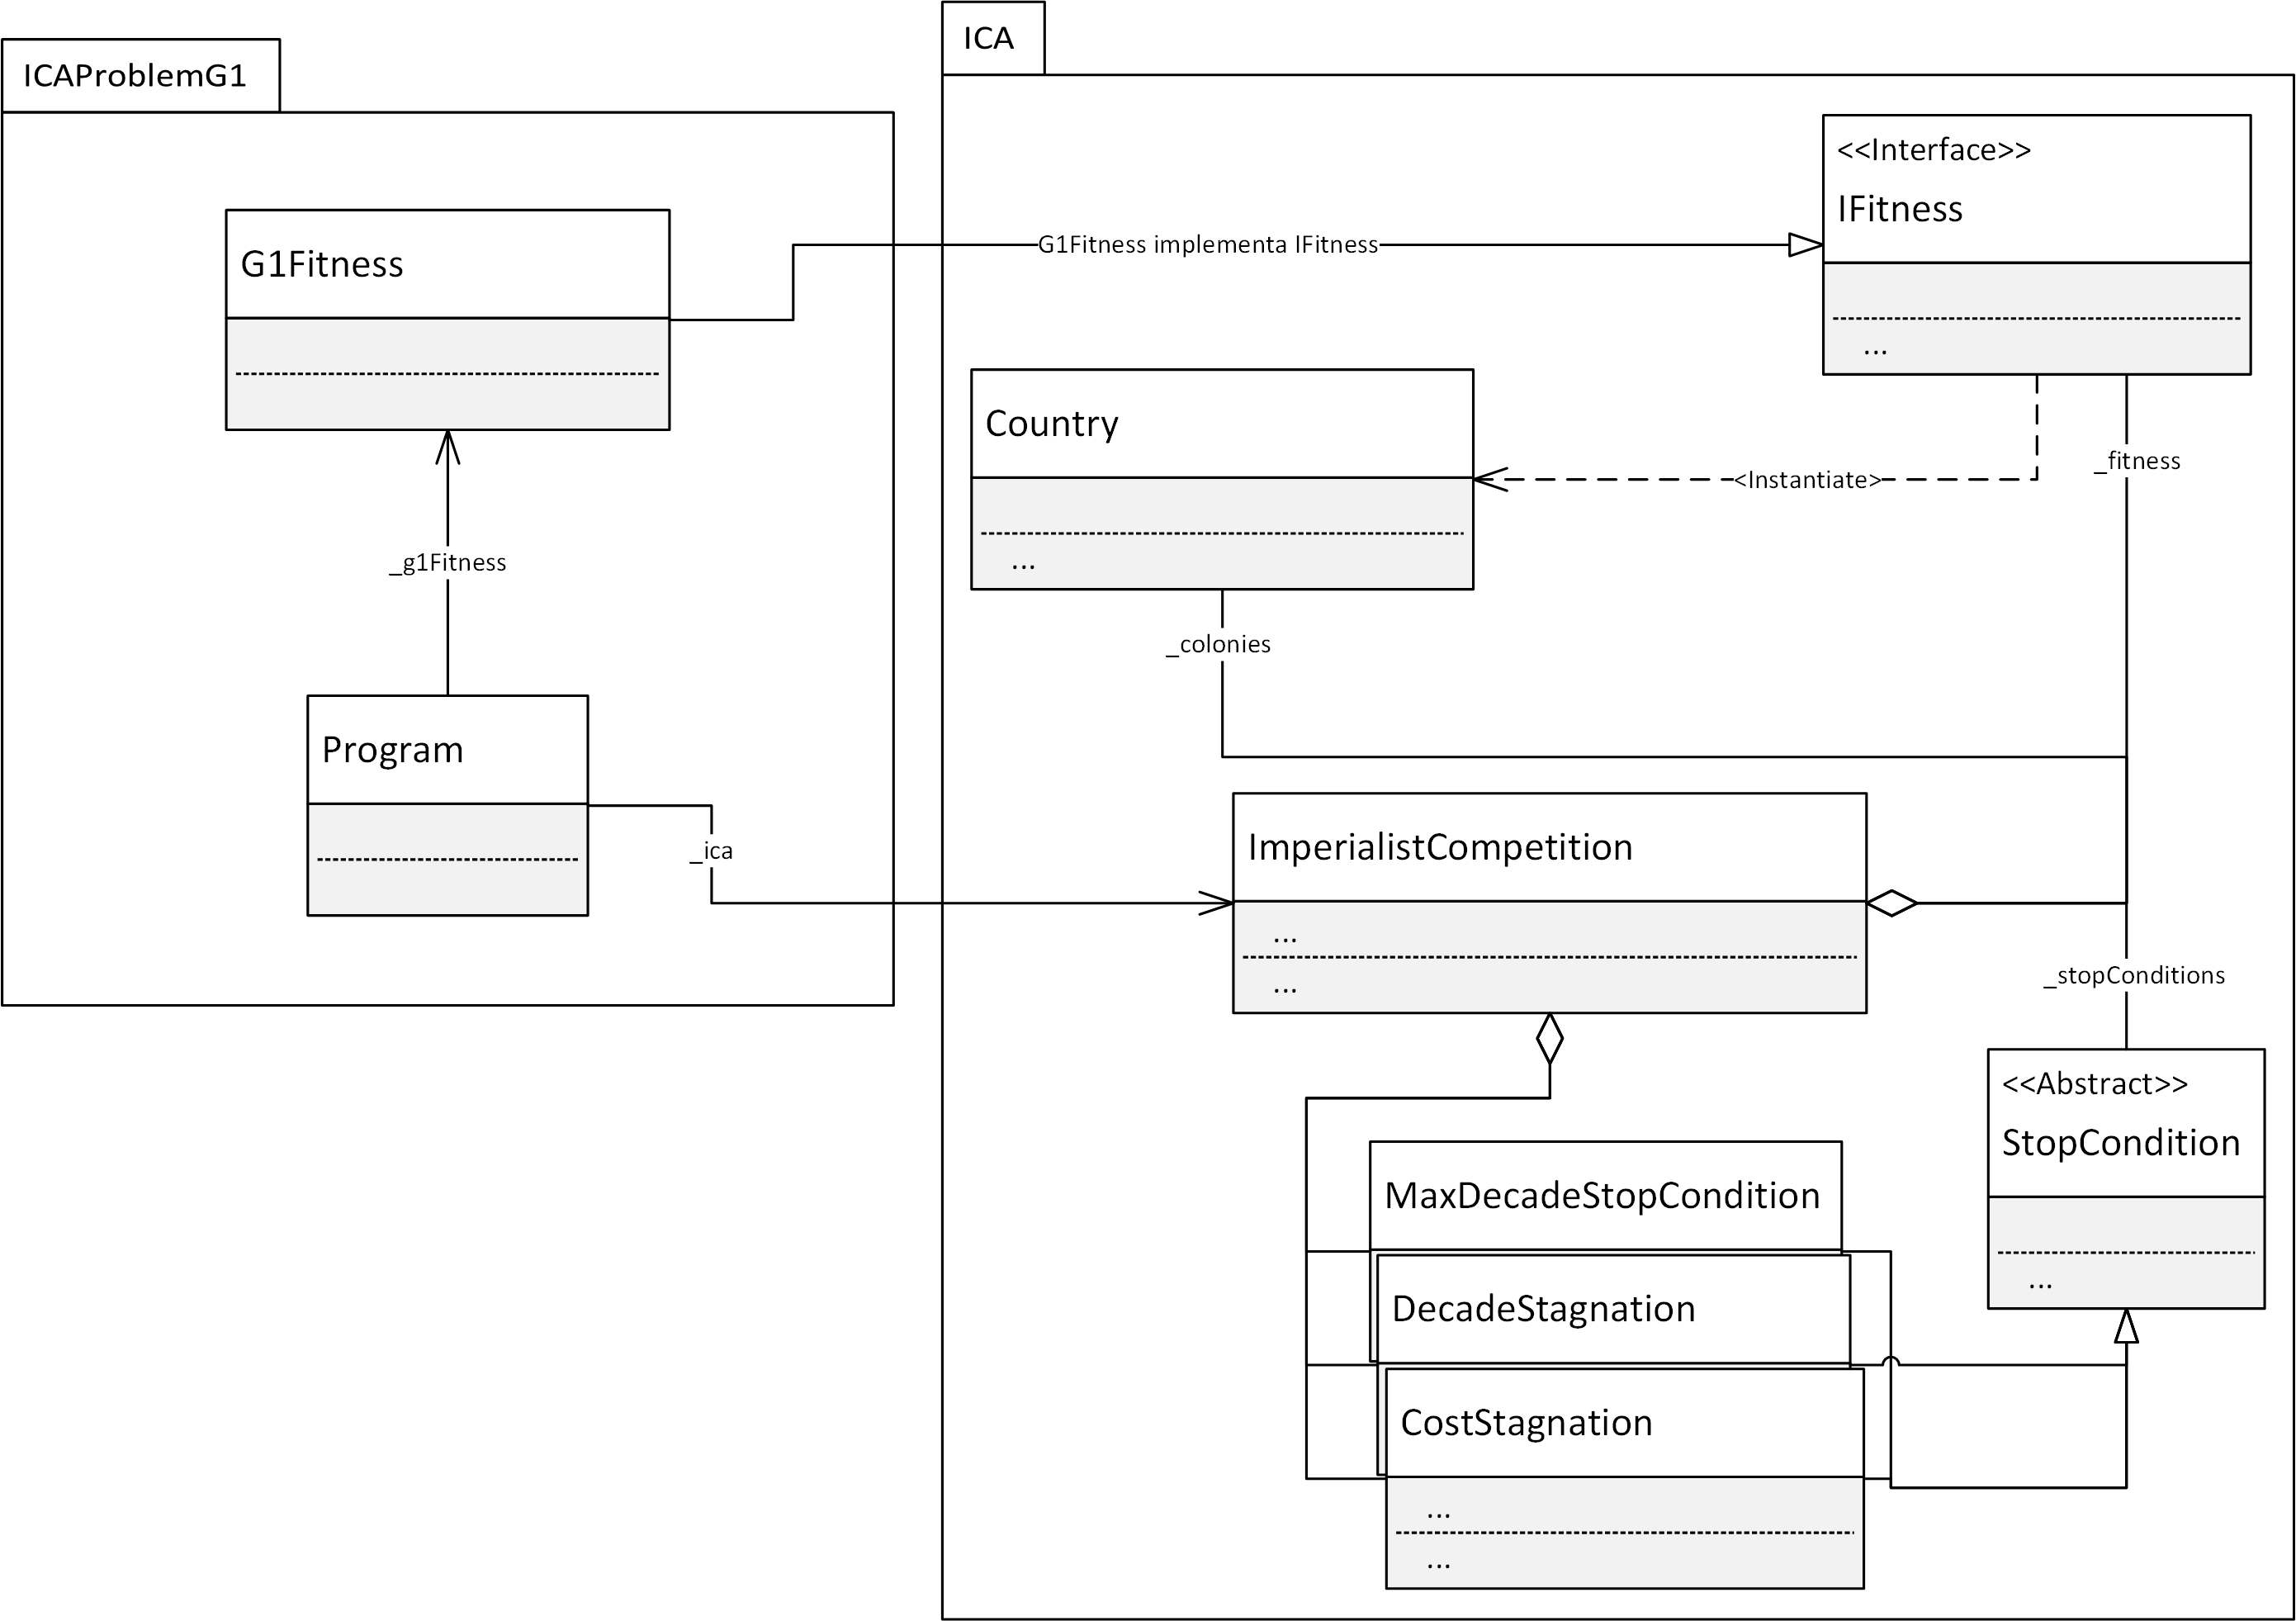 ICAProblemG1
ICA
<<Interface>>
IFitness
...
G1Fitness
G1Fitness implementa IFitness
Country
...
<Instantiate>
_fitness
_g1Fitness
_colonies
Program
_ica
ImperialistCompetition
...
...
_stopConditions
<<Abstract>>
StopCondition
...
MaxDecadeStopCondition
DecadeStagnation
CostStagnation
...
...